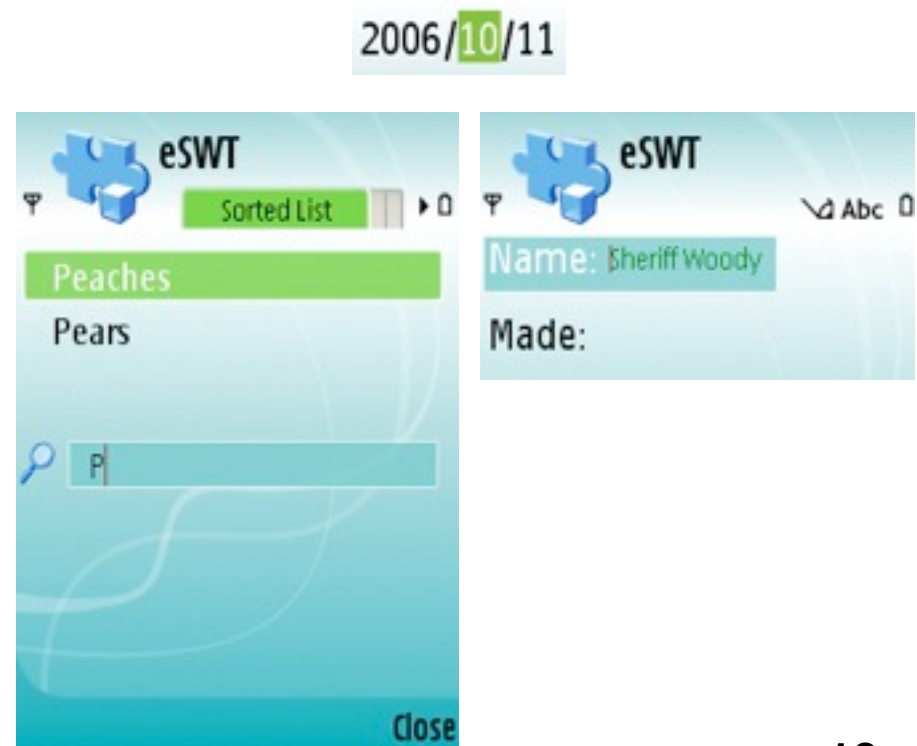 2006/10/11
eSWT
Sorted List
Peaches
Pears
P
Close
eSWT
Abc
Name: Sheriff Woody
Made: